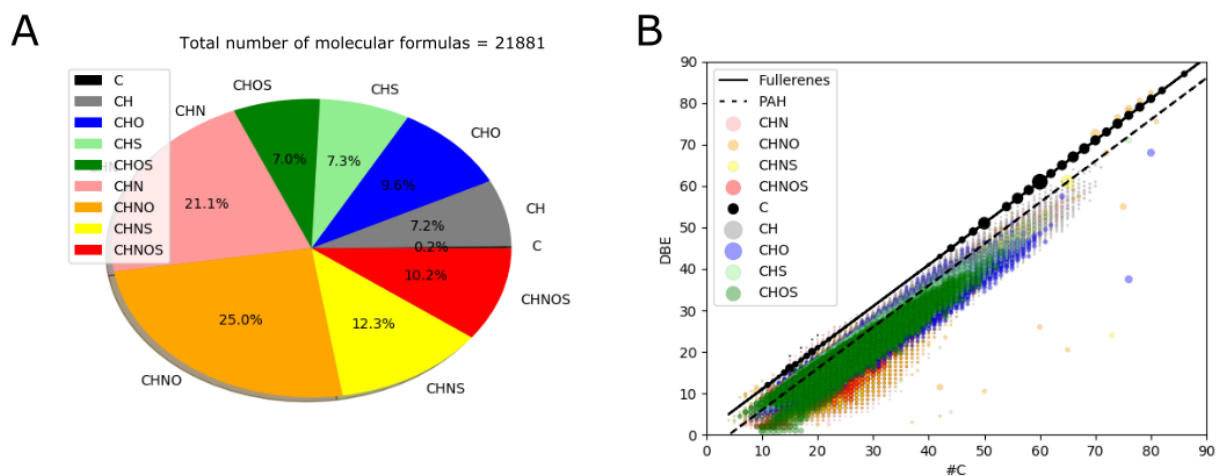 A
Total number of molecular formulas = 21881
C
CH
CHO
CHS
CHOS
CHN
CHNO
CHNS
CHNOS
CHOS
CHS
CHN
CHO
CH
C
CHNOS
CHNS
CHNO
7.0%
7.3%
9.6%
21.1%
7.2%
0.2%
10.2%
25.0%
12.3%
B
90
80
70
60
50
40
30
20
10
0
DBE
Fullerenes
PAH
CHN
CHNO
CHNS
CHNOS
C
CH
CHO
CHS
CHOS
0 10 20 30 40 50 60 70 80 90
#C